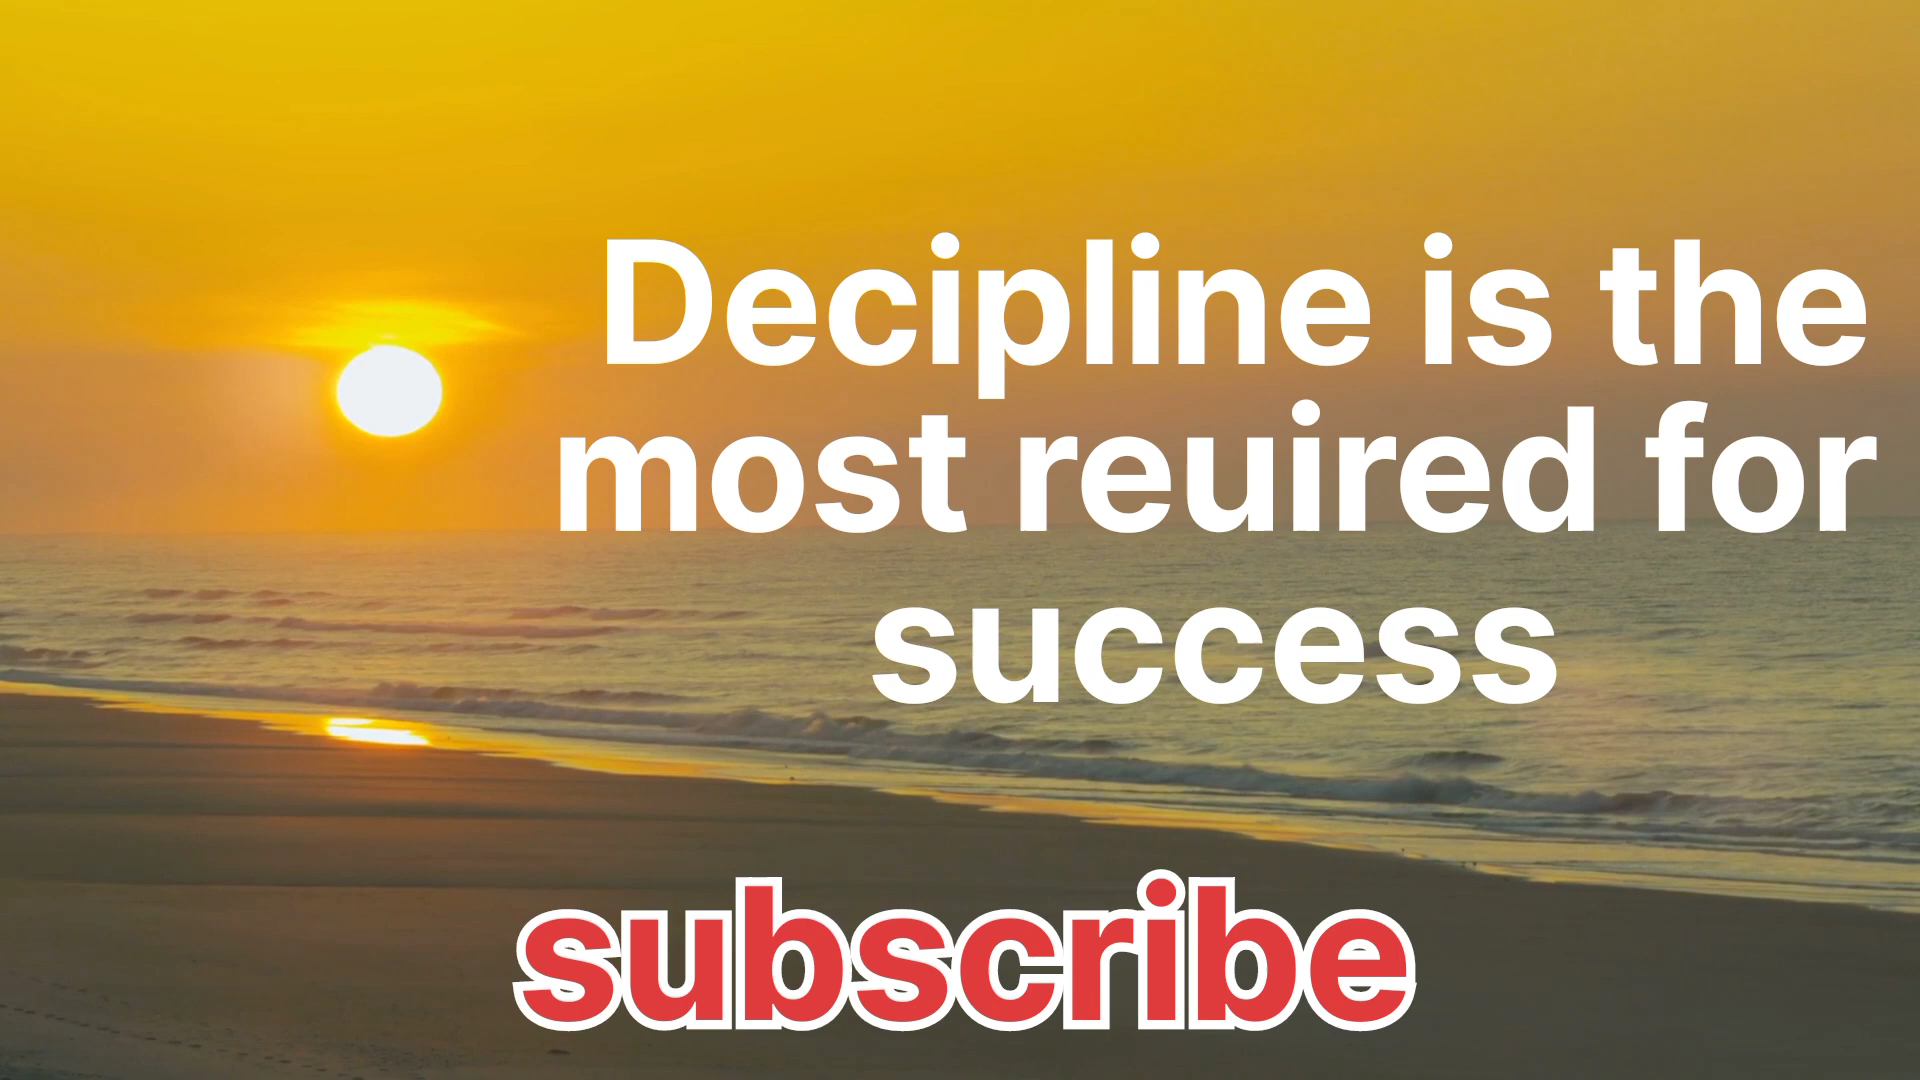 Decipline is the
most reuired for
success
subscribe